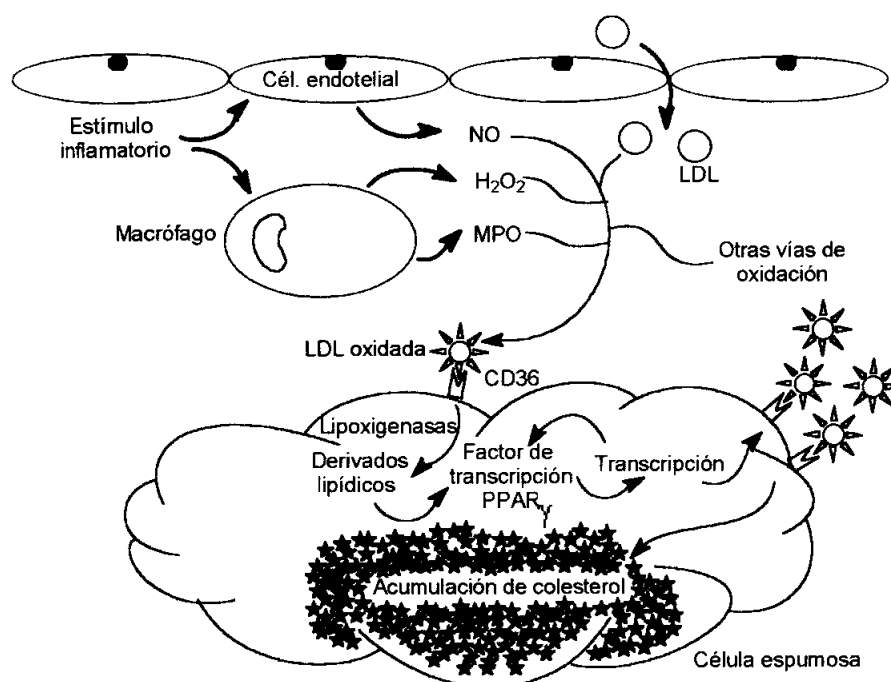 Cél. endotelial
Estímulo
inflamatorio
NO
LDL
H₂O₂
Macrófago
MPO
Otras vías de
oxidación
LDL oxidada
CD36
Lipoxigenasas
Derivados
lipídicos
Factor de
transcripción
PPARγ
Transcripción
Acumulación de colesterol
Célula espumosa